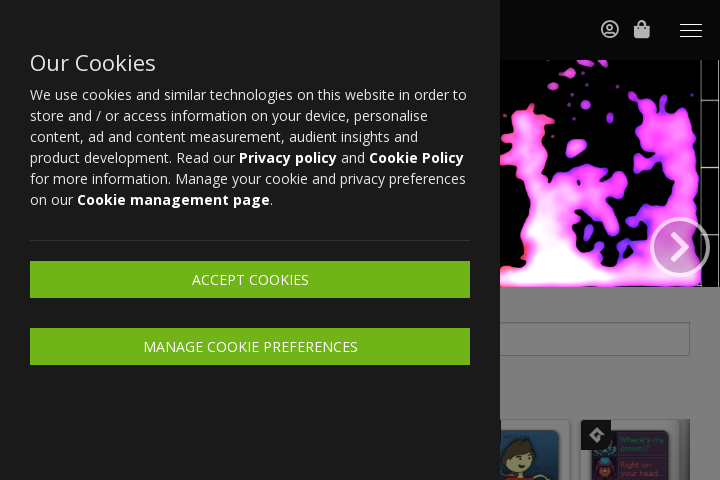 Our Cookies
We use cookies and similar technologies on this website in order to
store and / or access information on your device, personalise
content, ad and content measurement, audient insights and
product development. Read our Privacy policy and Cookie Policy
for more information. Manage your cookie and privacy preferences
on our Cookie management page.
ACCEPT COOKIES
MANAGE COOKIE PREFERENCES
Where's my
crown!?
Right on
your head...